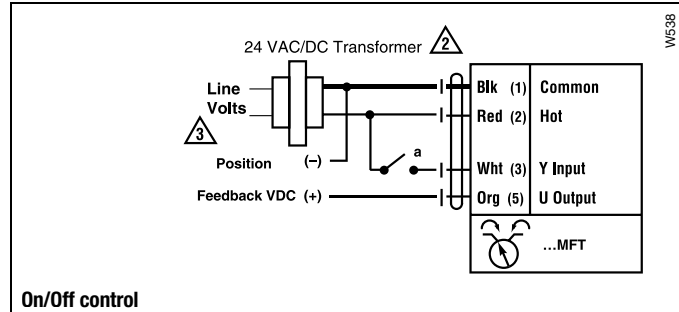 W538
24 VAC/DC Transformer 2
Line
Volts
3
Blk (1) Common
Red (2) Hot
a
Position (–)
Wht (3) Y Input
Feedback VDC (+)
Org (5) U Output
...MFT
On/Off control